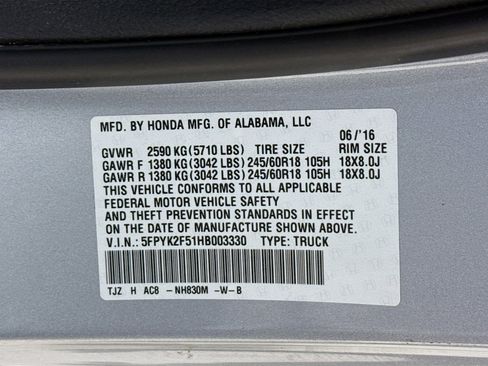 MFD. BY HONDA MFG. OF ALABAMA, LLC
06/'16
GVWR 2590 KG(5710 LBS) TIRE SIZE RIM SIZE
GAWR F 1380 KG(3042 LBS) 245/60R18 105H 18X8.0J
GAWR R 1380 KG(3042 LBS) 245/60R18 105H 18X8.0J
THIS VEHICLE CONFORMS TO ALL APPLICABLE
FEDERAL MOTOR VEHICLE SAFETY
AND THEFT PREVENTION STANDARDS IN EFFECT
ON THE DATE OF MANUFACTURE SHOWN ABOVE.
V.I.N.: 5FPYK2F51HB003330 TYPE: TRUCK
TJZ H AC8 -NH830M -W-B